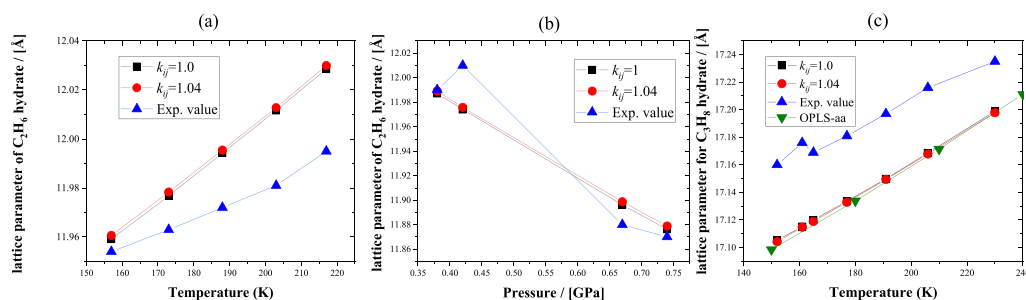 (a)
lattice parameter of C₂H₆ hydrate / [Å]
12.04
12.02
12.00
11.98
11.96
kᵢⱼ=1.0
kᵢⱼ=1.04
Exp. value
150 160 170 180 190 200 210 220
Temperature (K)
(b)
lattice parameter of C₂H₆ hydrate / [Å]
12.02
12.00
11.98
11.96
11.94
11.92
11.90
11.88
11.86
kᵢⱼ=1
kᵢⱼ=1.04
Exp. value
0.35 0.40 0.45 0.50 0.55 0.60 0.65 0.70 0.75
Pressure / [GPa]
(c)
lattice parameter for C₃H₈ hydrate / [Å]
17.24
17.22
17.20
17.18
17.16
17.14
17.12
17.10
kᵢⱼ=1.0
kᵢⱼ=1.04
Exp. value
OPLS-aa
140 160 180 200 220 240
Temperature (K)